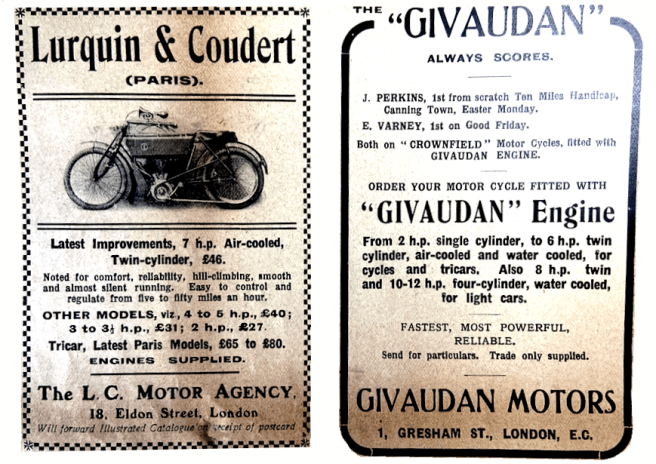 Lurquin & Coudert
(PARIS).
Latest Improvements, 7 h.p. Air-cooled,
Twin-cylinder, £46.
Noted for comfort, reliability, hill-climbing, smooth
and almost silent running. Easy to control and
regulate from five to fifty miles an hour.
OTHER MODELS, viz., 4 to 5 h.p., £40;
3 to 3½ h.p., £31; 2 h.p., £27.
Tricar, Latest Paris Models, £65 to £80.
ENGINES SUPPLIED.
The L.C. MOTOR AGENCY,
18, Eldon Street, London
Will forward Illustrated Catalogue on receipt of postcard
THE "GIVAUDAN"
ALWAYS SCORES.
J. PERKINS, 1st from scratch Ten Miles Handicap,
Canning Town, Easter Monday.
E. VARNEY, 1st on Good Friday.
Both on "CROWNFIELD" Motor Cycles, fitted with
GIVAUDAN ENGINE.
ORDER YOUR MOTOR CYCLE FITTED WITH
"GIVAUDAN" Engine
From 2 h.p. single cylinder, to 6 h.p. twin
cylinder, air-cooled and water cooled, for
cycles and tricars. Also 8 h.p. twin
and 10-12 h.p. four-cylinder, water cooled,
for light cars.
FASTEST, MOST POWERFUL,
RELIABLE.
Send for particulars. Trade only supplied.
GIVAUDAN MOTORS
1, GRESHAM ST., LONDON, E.C.